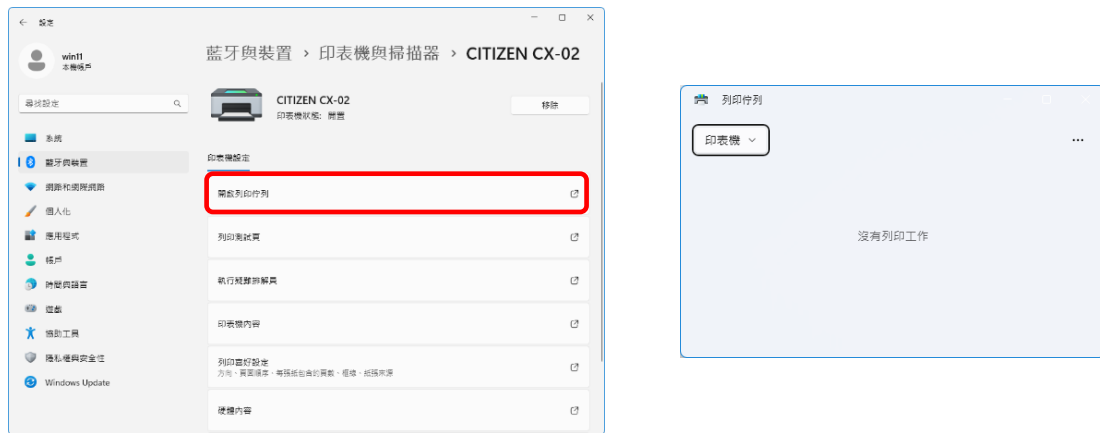 設定
win11
本機帳戶
尋找設定
系統
藍牙與裝置
網路和網際網路
個人化
應用程式
帳戶
時間與語言
遊戲
協助工具
隱私權與安全性
Windows Update
藍牙與裝置 › 印表機與掃描器 › CITIZEN CX-02
CITIZEN CX-02
印表機狀態: 閒置
移除
印表機設定
開啟列印佇列
列印測試頁
執行疑難排解員
印表機內容
列印喜好設定
方向、頁面順序、每張紙包含的頁數、框線、紙張來源
硬體內容
列印佇列
印表機
沒有列印工作